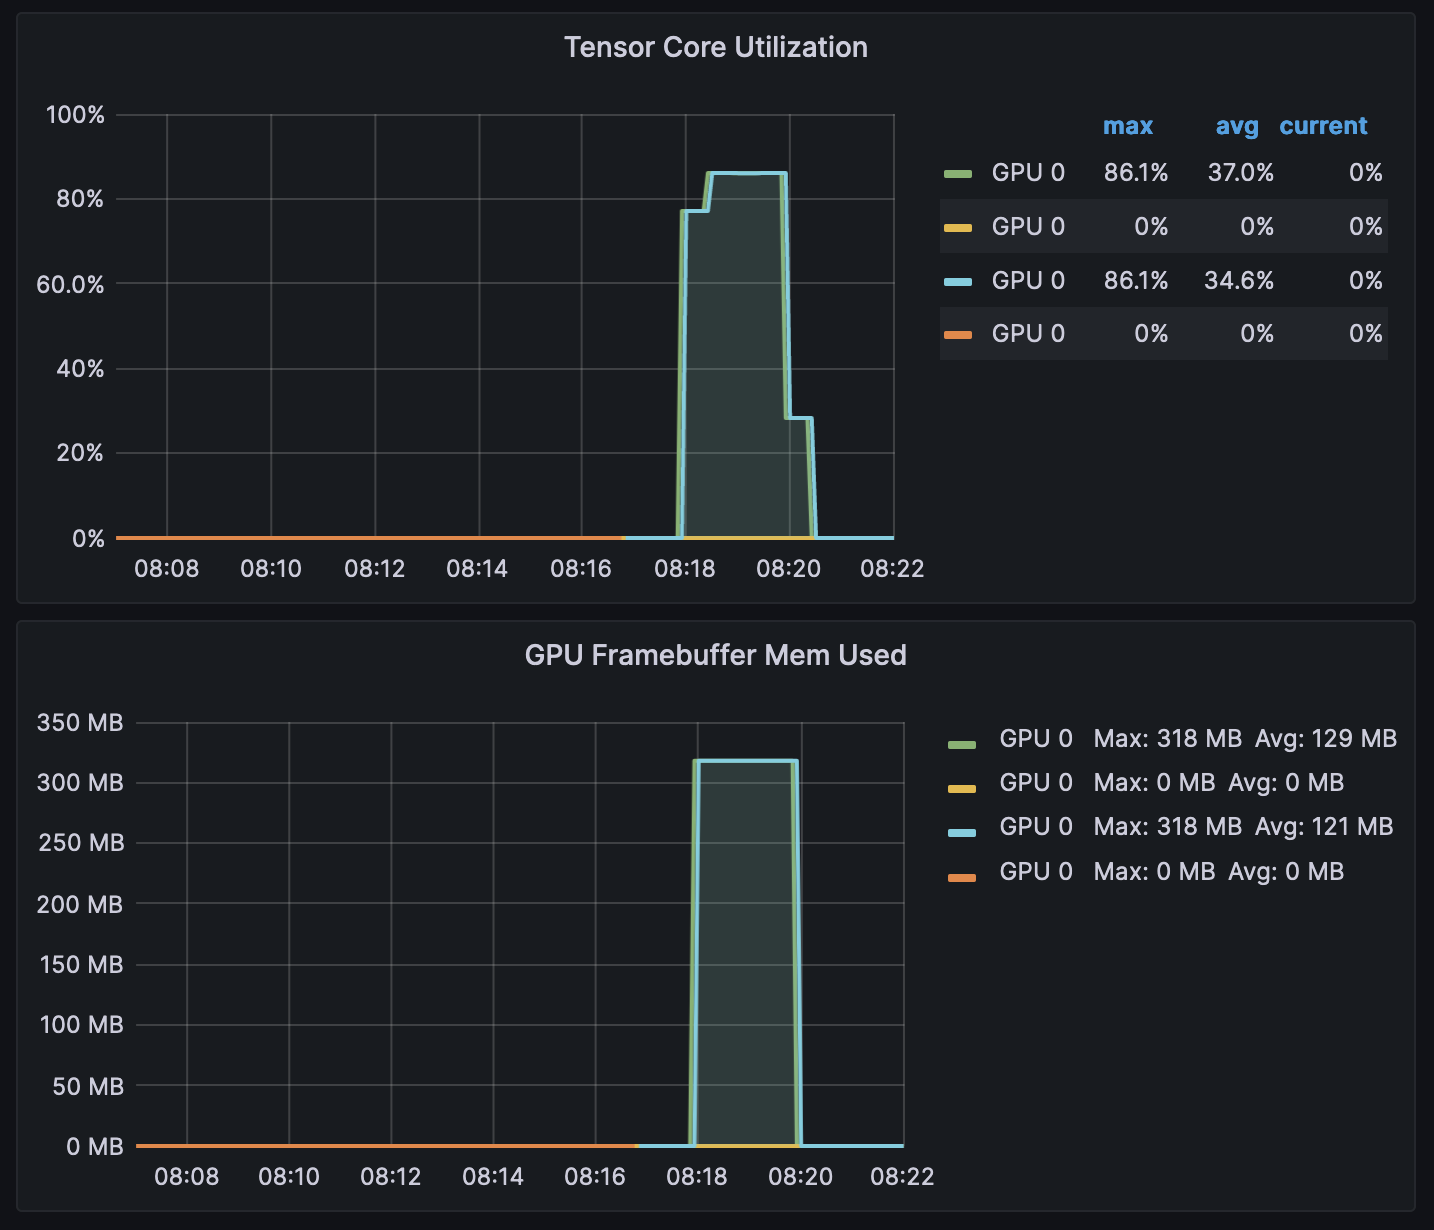 Tensor Core Utilization
max avg current
100%
GPU 0 86.1% 37.0% 0%
80%
GPU 0 0% 0% 0%
60.0%
GPU 0 86.1% 34.6% 0%
GPU 0 0% 0% 0%
40%
20%
0%
08:08 08:10 08:12 08:14 08:16 08:18 08:20 08:22
GPU Framebuffer Mem Used
350 MB
GPU 0 Max: 318 MB Avg: 129 MB
300 MB
GPU 0 Max: 0 MB Avg: 0 MB
250 MB
GPU 0 Max: 318 MB Avg: 121 MB
GPU 0 Max: 0 MB Avg: 0 MB
200 MB
150 MB
100 MB
50 MB
0 MB
08:08 08:10 08:12 08:14 08:16 08:18 08:20 08:22